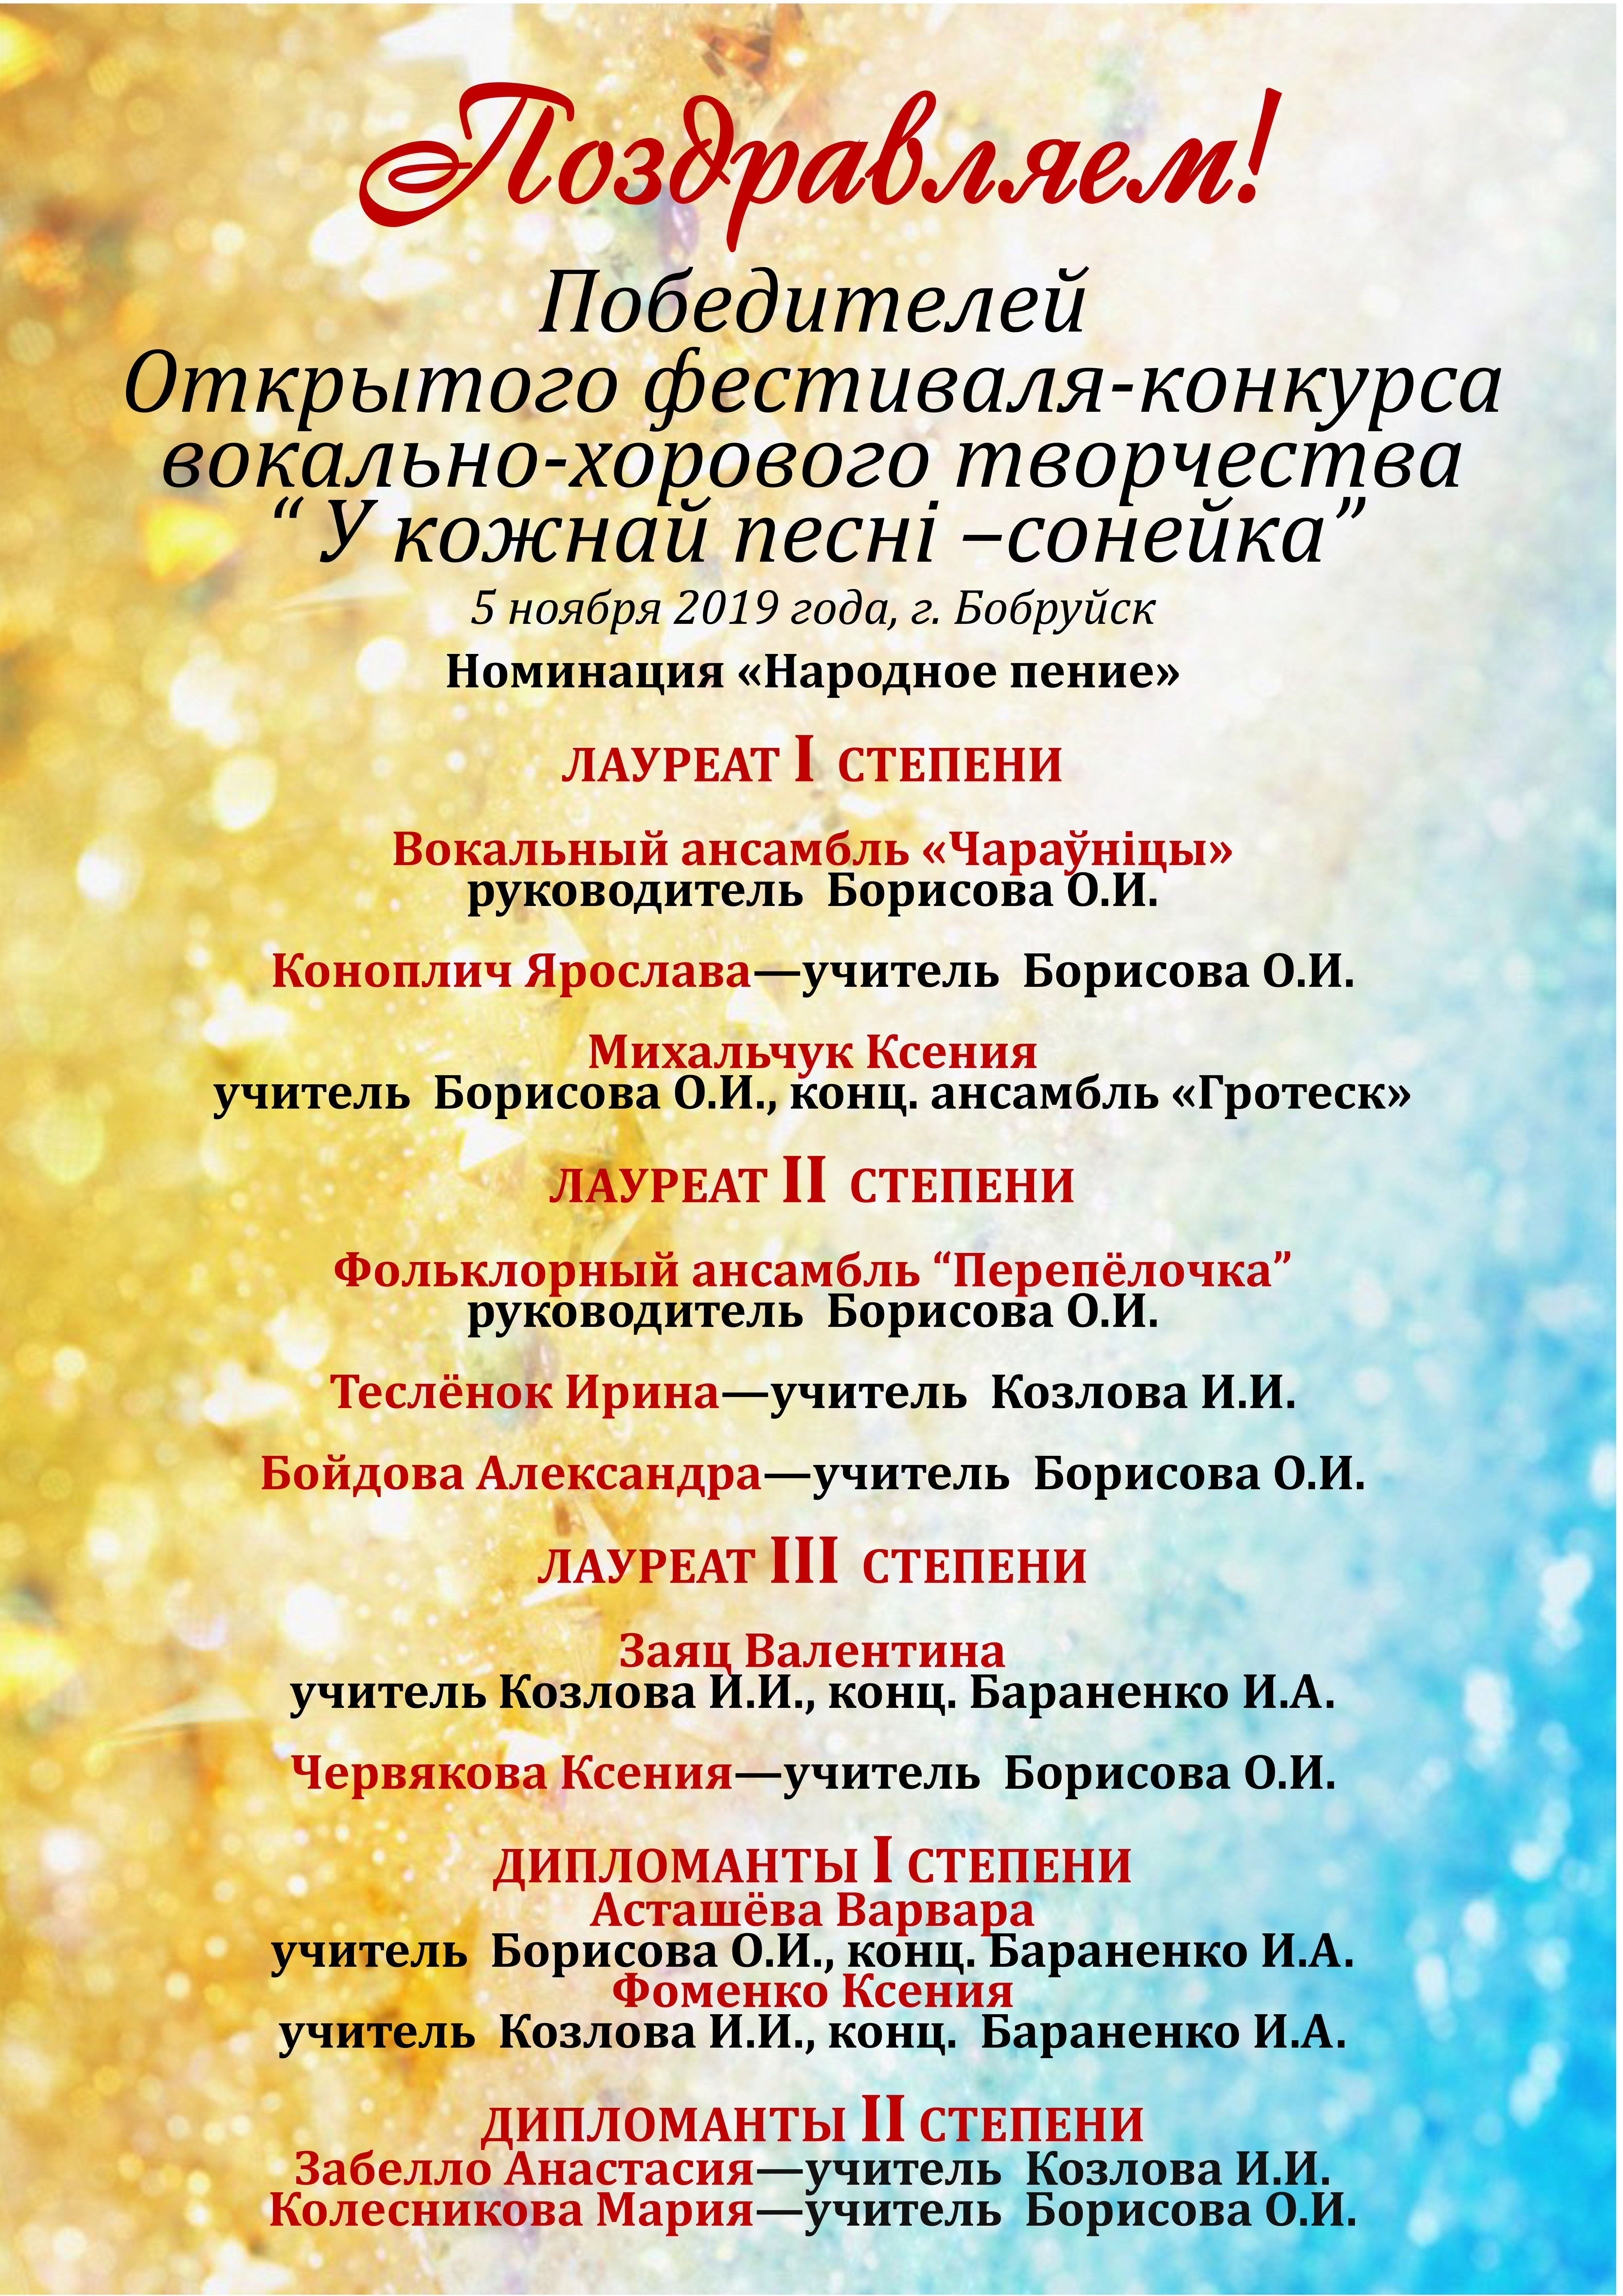 Поздравляем!
Победителей
Открытого фестиваля-конкурса
вокально-хорового творчества
“ У кожнай песні –сонейка”
5 ноября 2019 года, г. Бобруйск
Номинация «Народное пение»
ЛАУРЕАТ I СТЕПЕНИ
Вокальный ансамбль «Чараўніцы»
руководитель Борисова О.И.
Коноплич Ярослава—учитель Борисова О.И.
Михальчук Ксения
учитель Борисова О.И., конц. ансамбль «Гротеск»
ЛАУРЕАТ II СТЕПЕНИ
Фольклорный ансамбль “Перепёлочка”
руководитель Борисова О.И.
Теслёнок Ирина—учитель Козлова И.И.
Бойдова Александра—учитель Борисова О.И.
ЛАУРЕАТ III СТЕПЕНИ
Заяц Валентина
учитель Козлова И.И., конц. Бараненко И.А.
Червякова Ксения—учитель Борисова О.И.
ДИПЛОМАНТЫ I СТЕПЕНИ
Асташёва Варвара
учитель Борисова О.И., конц. Бараненко И.А.
Фоменко Ксения
учитель Козлова И.И., конц. Бараненко И.А.
ДИПЛОМАНТЫ II СТЕПЕНИ
Забелло Анастасия—учитель Козлова И.И.
Колесникова Мария—учитель Борисова О.И.